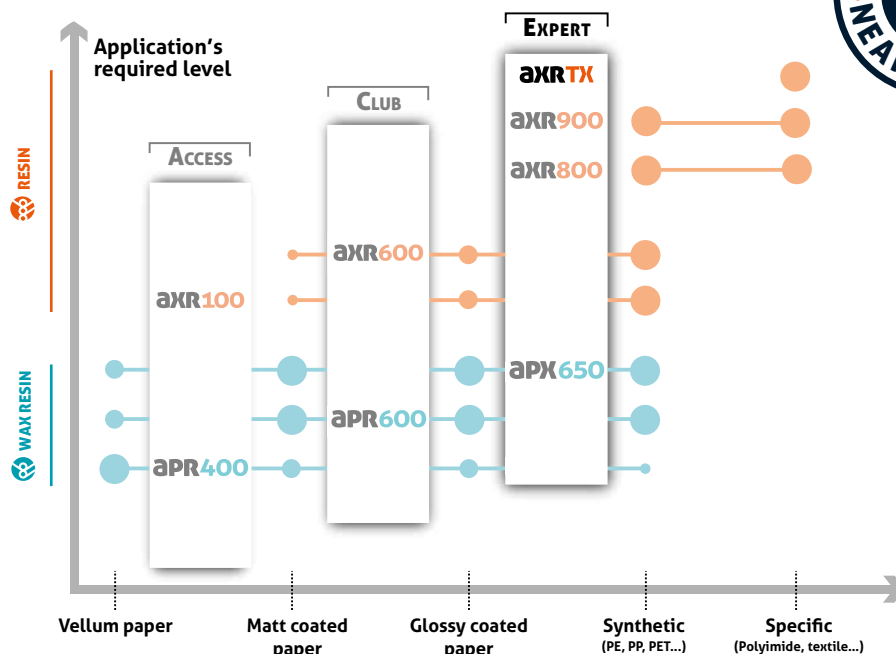 Application's
required level
EXPERT
CLUB
ACCESS
aXRTX
aXR900
aXR800
aXR600
aXR100
aPX650
aPR600
aPR400
RESIN
WAX RESIN
Vellum paper
Matt coated
paper
Glossy coated
paper
Synthetic
(PE, PP, PET...)
Specific
(Polyimide, textile...)